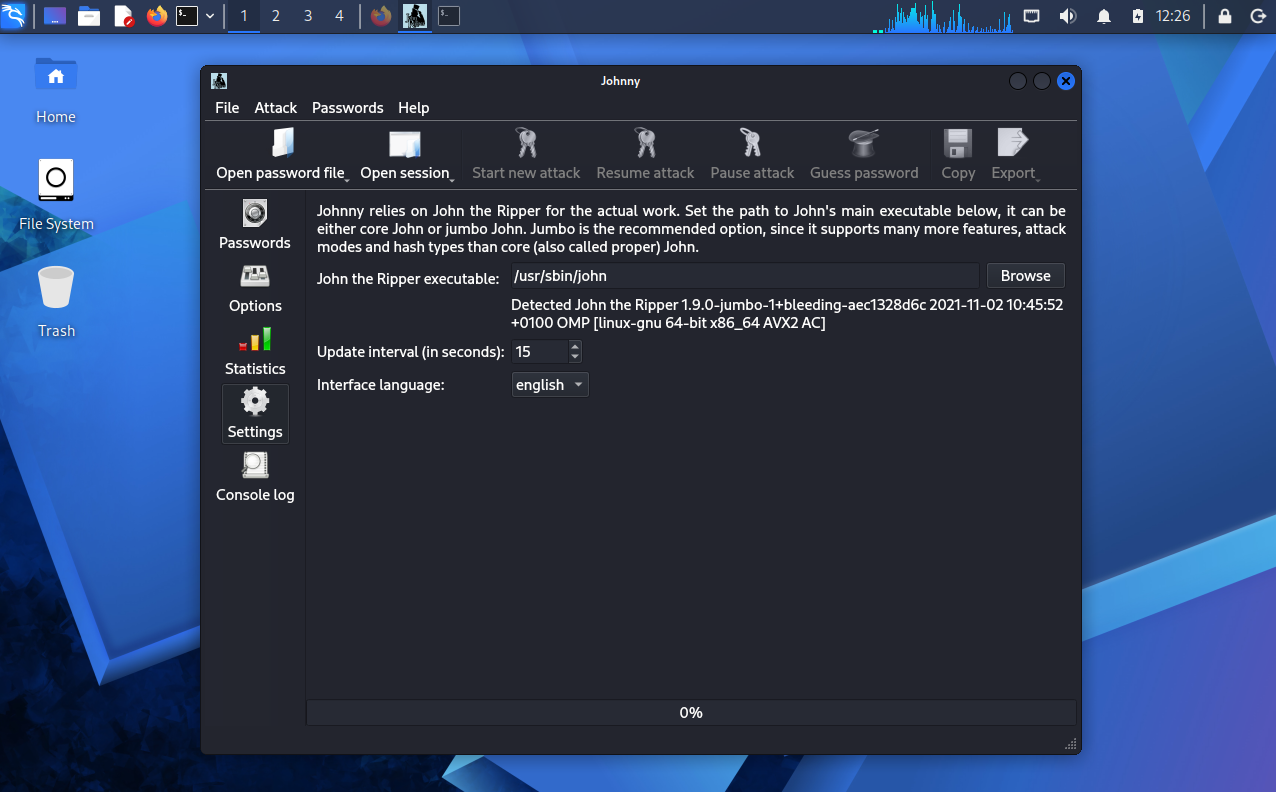 1 2 3 4 12:26
Home
File System
Trash
Johnny
File Attack Passwords Help
Open password file Open session Start new attack Resume attack Pause attack Guess password Copy Export
Passwords
Options
Statistics
Settings
Console log
Johnny relies on John the Ripper for the actual work. Set the path to John's main executable below, it can be
either core John or jumbo John. Jumbo is the recommended option, since it supports many more features, attack
modes and hash types than core (also called proper) John.
John the Ripper executable: /usr/sbin/john Browse
Detected John the Ripper 1.9.0-jumbo-1+bleeding-aec1328d6c 2021-11-02 10:45:52
+0100 OMP [linux-gnu 64-bit x86_64 AVX2 AC]
Update interval (in seconds): 15
Interface language: english
0%